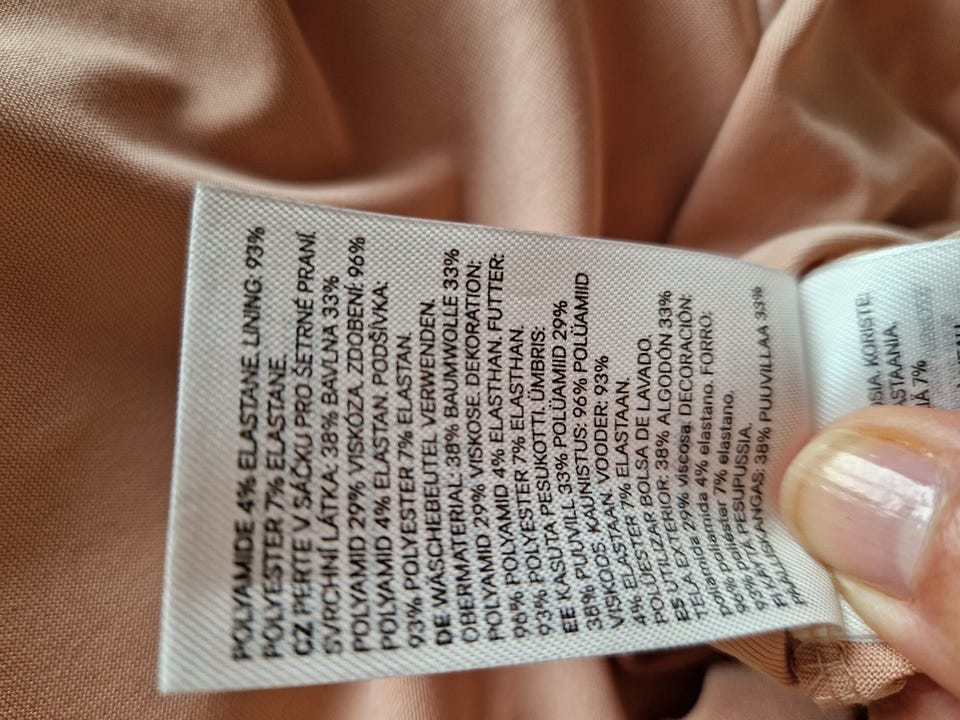 POLYAMIDE 4% ELASTANE. LINING: 93%
POLYESTER 7% ELASTANE.
CZ PERTE V SÁČKU PRO ŠETRNÉ PRANÍ.
SVRCHNÍ LÁTKA: 38% BAVLNA 33%
POLYAMID 29% VISKÓZA. ZDOBENÍ: 96%
POLYAMID 4% ELASTAN. PODŠÍVKA:
93% POLYESTER 7% ELASTAN.
DE WÄSCHEBEUTEL VERWENDEN.
OBERMATERIAL: 38% BAUMWOLLE 33%
POLYAMID 29% VISKOSE. DEKORATION:
96% POLYAMID 4% ELASTHAN. FUTTER:
93% POLYESTER 7% ELASTHAN.
EE KASUTA PESUKOTTI. ÜMBRIS:
38% PUUVILL 33% POLÜAMIID 29%
VISKOOS. KAUNISTUS: 96% POLÜAMIID
4% ELASTAAN. VOODER: 93%
POLÜESTER 7% ELASTAAN.
ES UTILIZAR BOLSA DE LAVADO.
TELA EXTERIOR: 38% ALGODÓN 33%
Poliamida 29% viscosa. DECORACIÓN:
96% poliamida 4% elastano. FORRO:
93% poliéster 7% elastano.
FI KÄYTÄ PESUPUSSIA.
PÄÄLLISKANGAS: 38% PUUVILLAA 33%
KORISTE:
7%